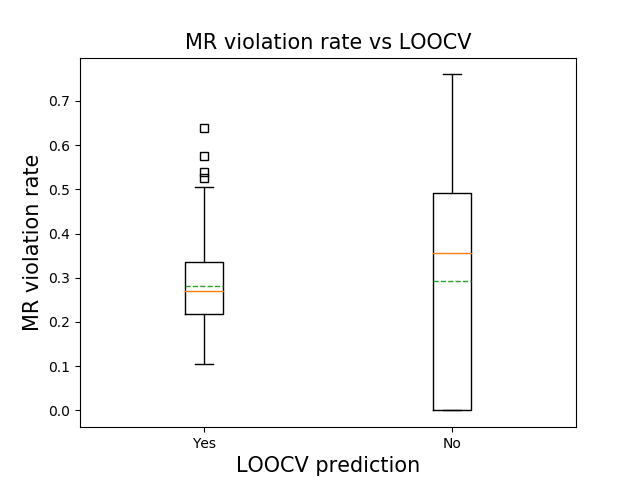 MR violation rate vs LOOCV
MR violation rate
0.7
0.6
0.5
0.4
0.3
0.2
0.1
0.0
Yes
No
LOOCV prediction